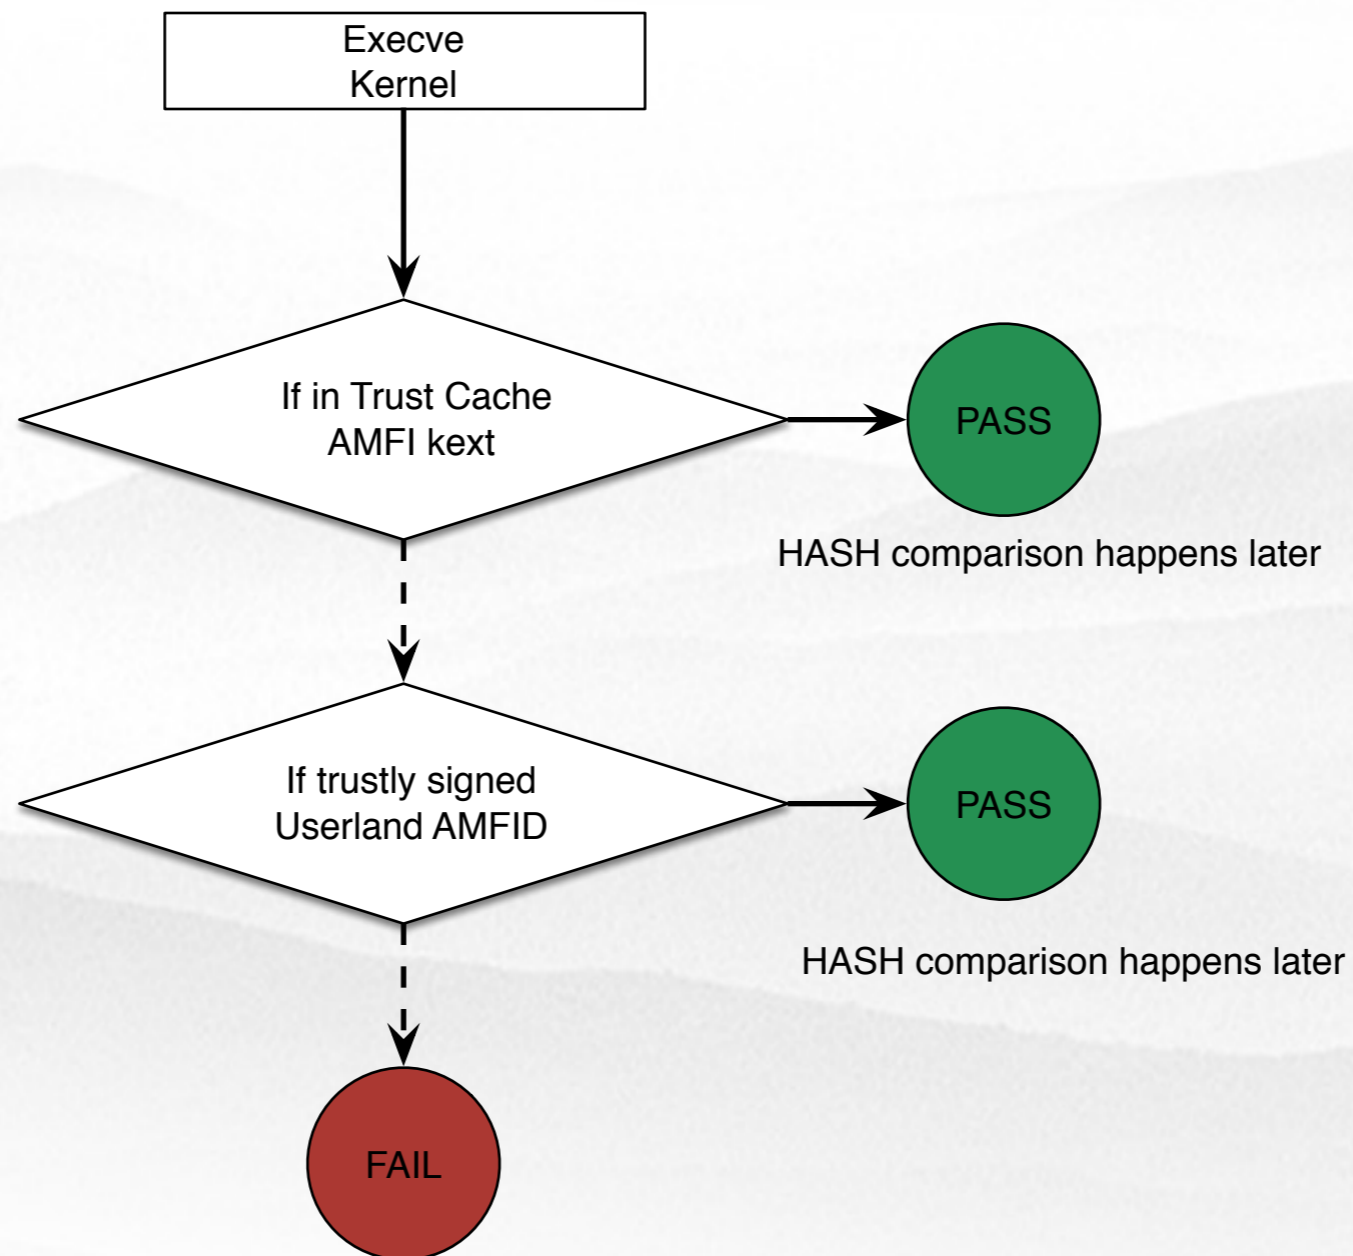 Execve
Kernel
If in Trust Cache
AMFI kext
PASS
HASH comparison happens later
If trustly signed
Userland AMFID
PASS
HASH comparison happens later
FAIL